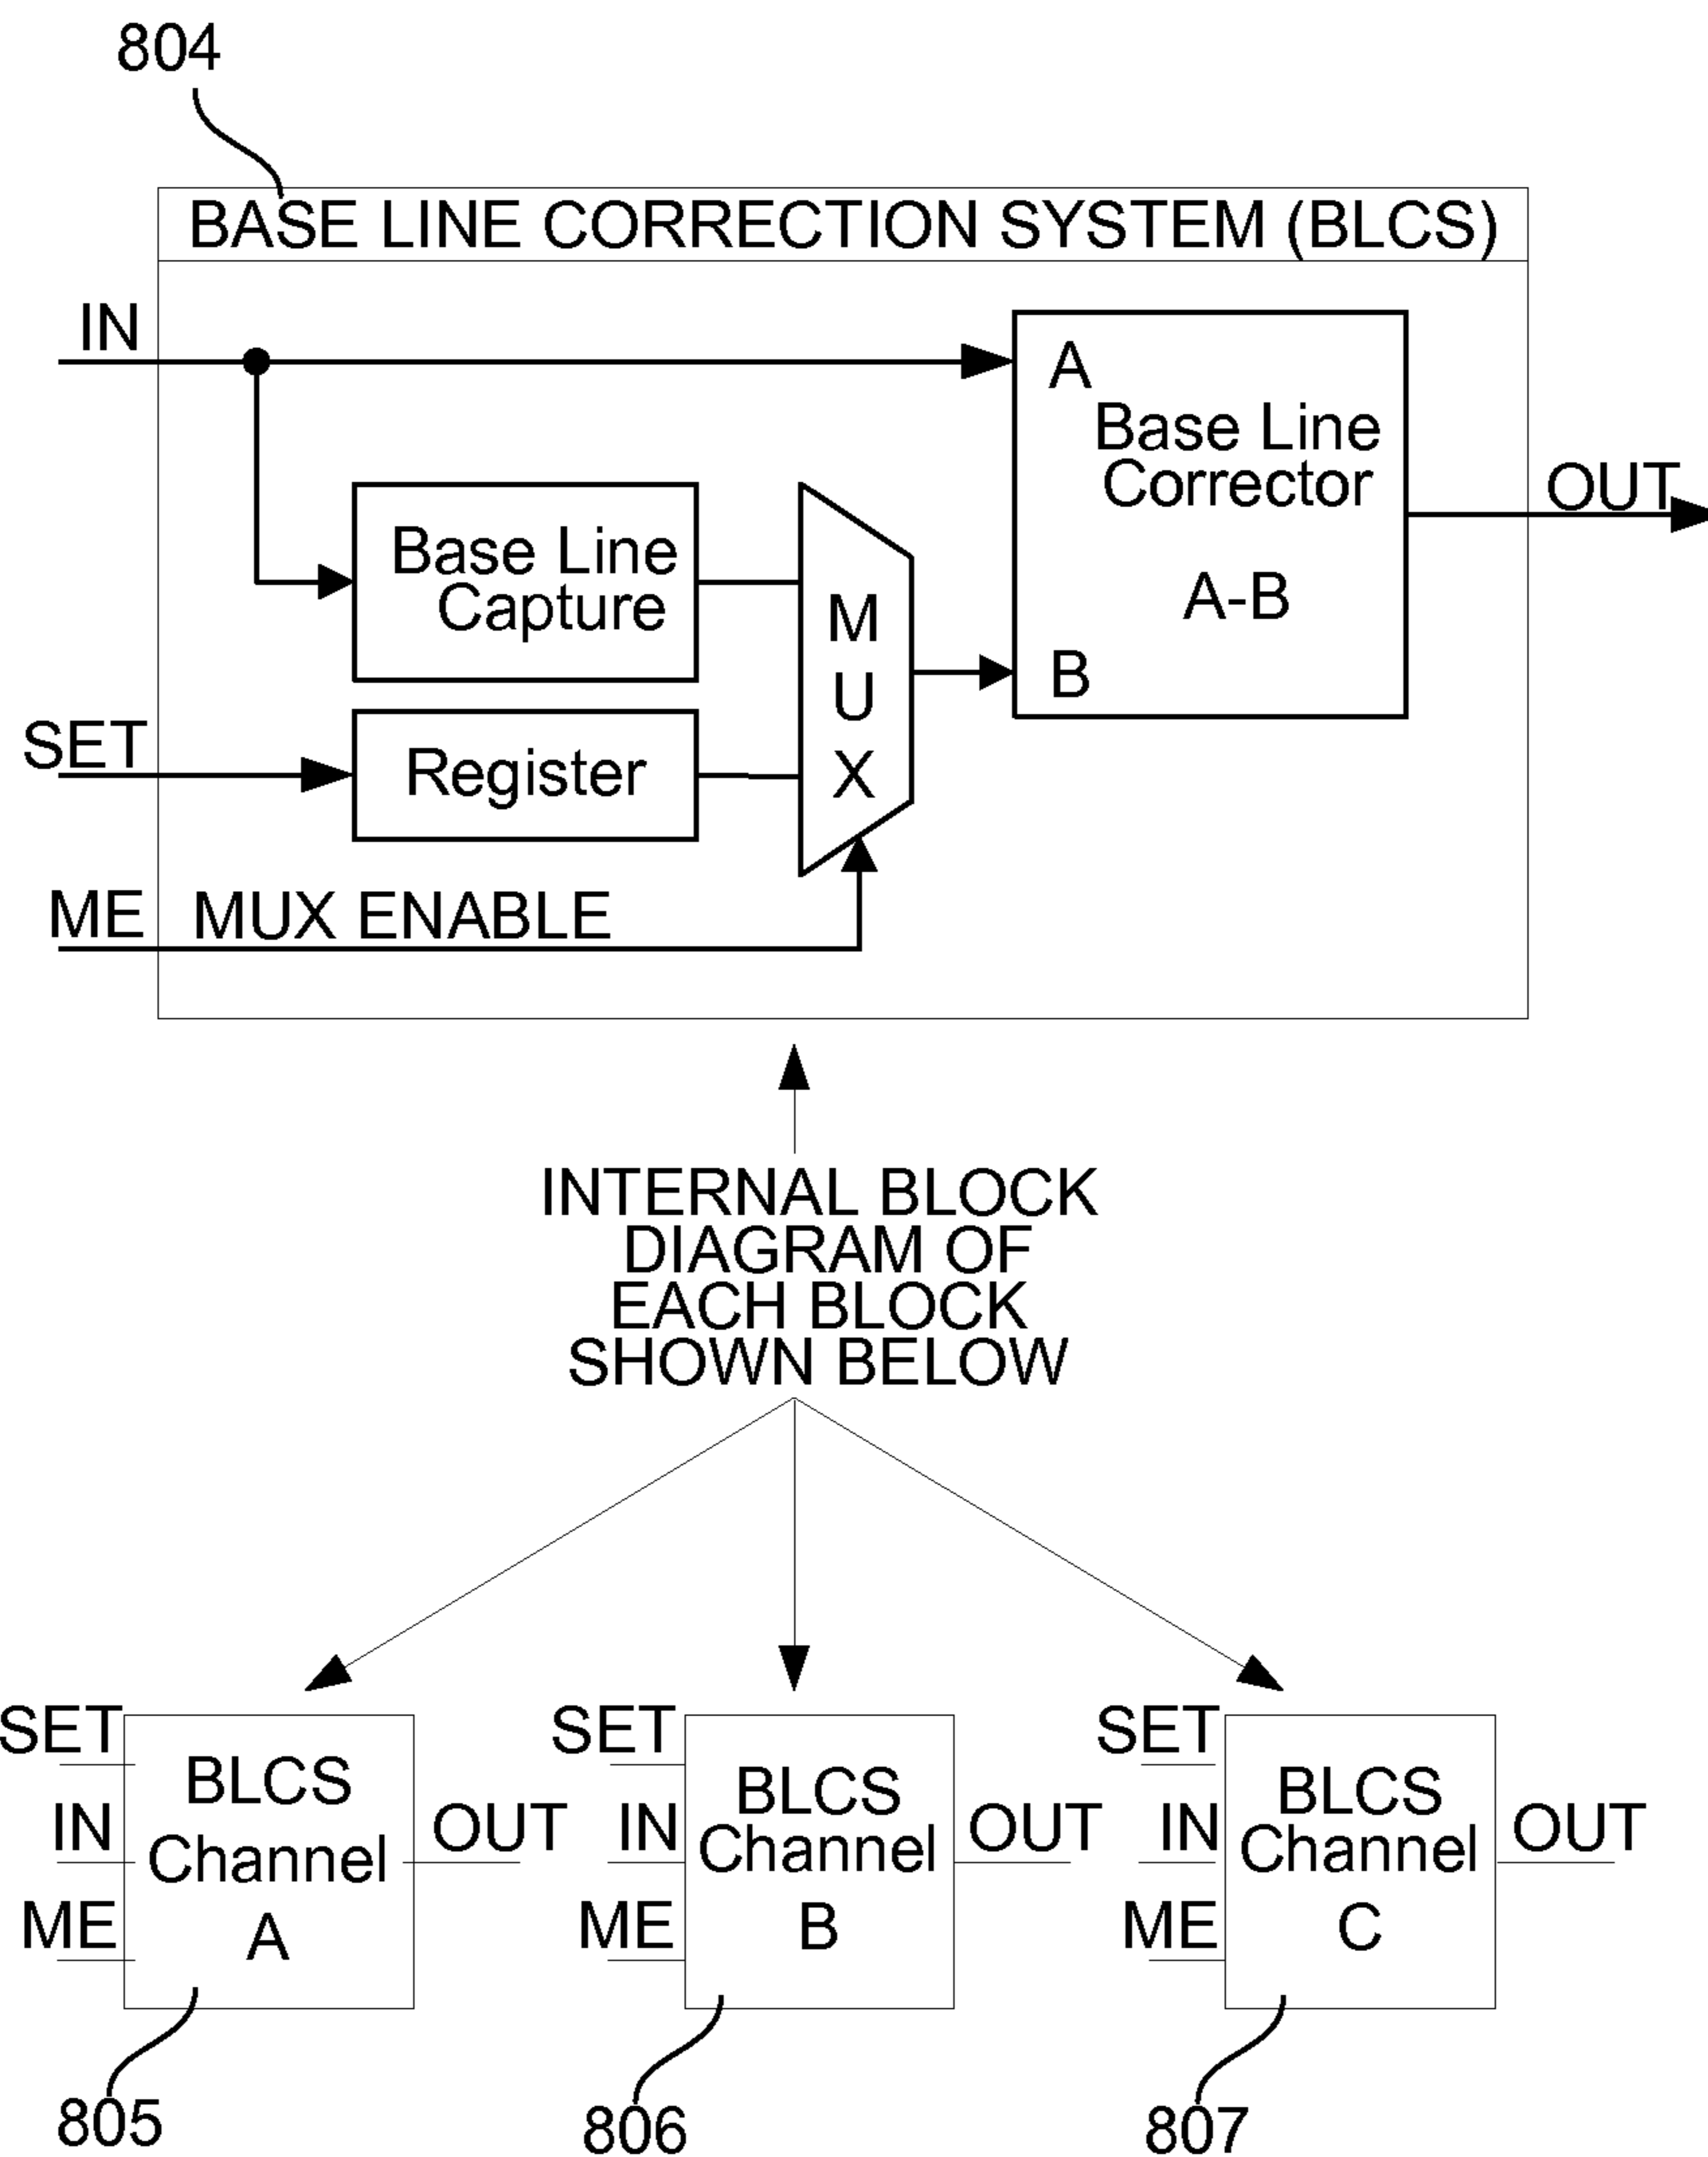 804
BASE LINE CORRECTION SYSTEM (BLCS)
IN
A
Base Line
Corrector
A-B
B
OUT
Base Line
Capture
M
U
X
SET
Register
ME
MUX ENABLE
INTERNAL BLOCK
DIAGRAM OF
EACH BLOCK
SHOWN BELOW
SET
IN
ME
BLCS
Channel
A
OUT
805
SET
IN
ME
BLCS
Channel
B
OUT
806
SET
IN
ME
BLCS
Channel
C
OUT
807